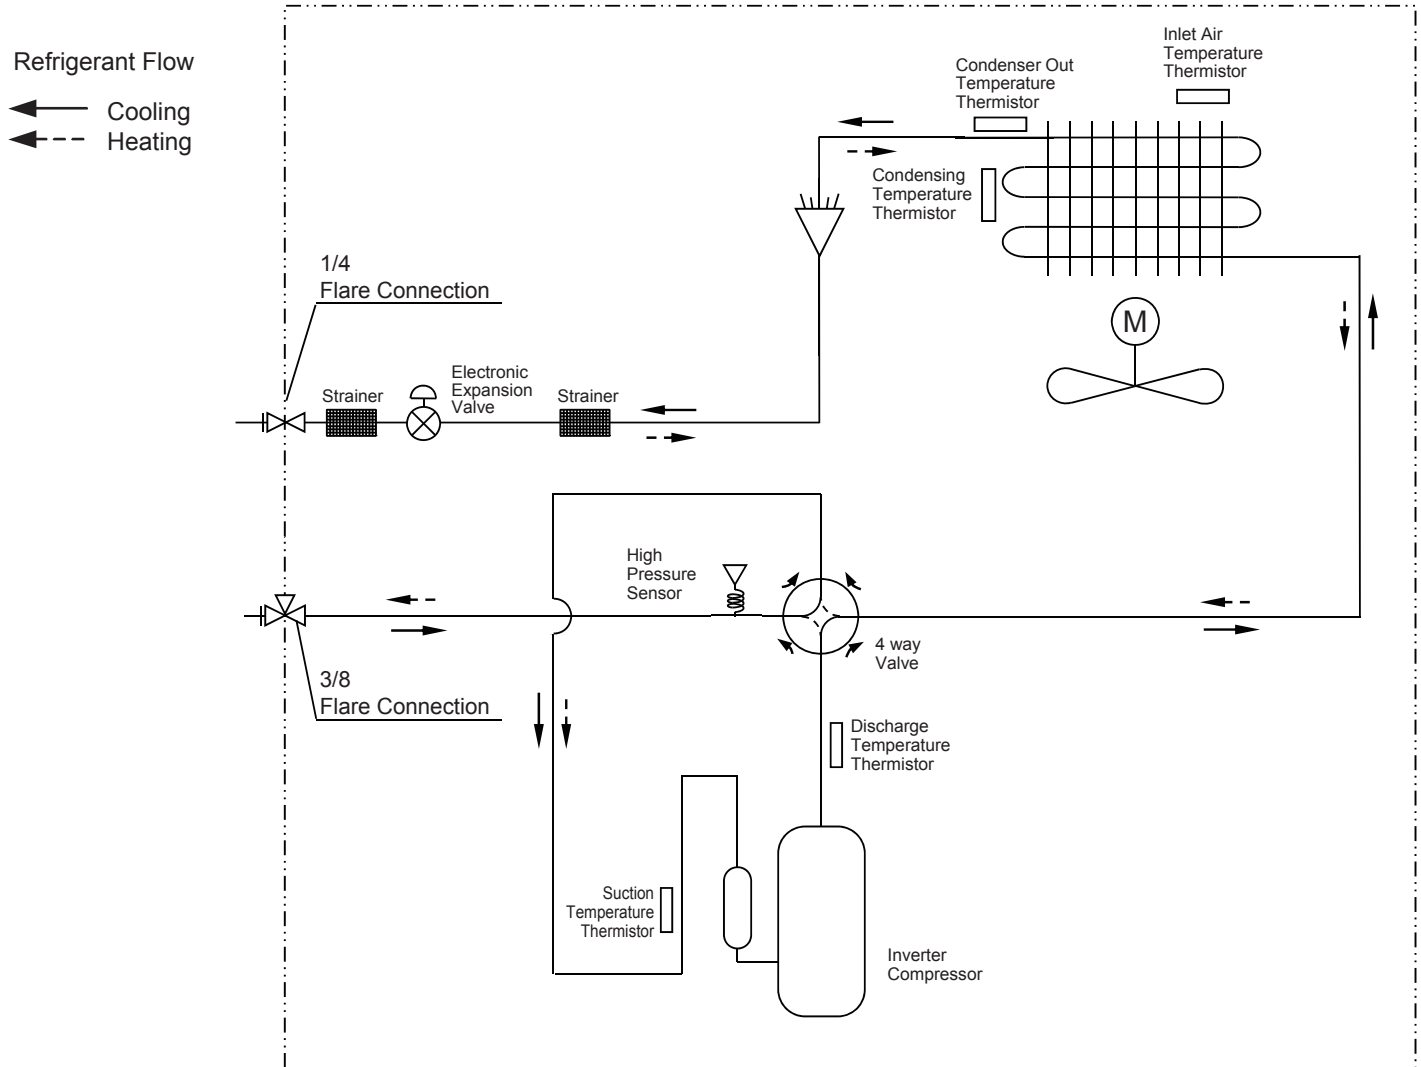 Refrigerant Flow
Cooling
Heating
Inlet Air
Temperature
Thermistor
Condenser Out
Temperature
Thermistor
Condensing
Temperature
Thermistor
1/4
Flare Connection
M
Strainer
Electronic
Expansion
Valve
Strainer
High
Pressure
Sensor
4 way
Valve
3/8
Flare Connection
Discharge
Temperature
Thermistor
Suction
Temperature
Thermistor
Inverter
Compressor